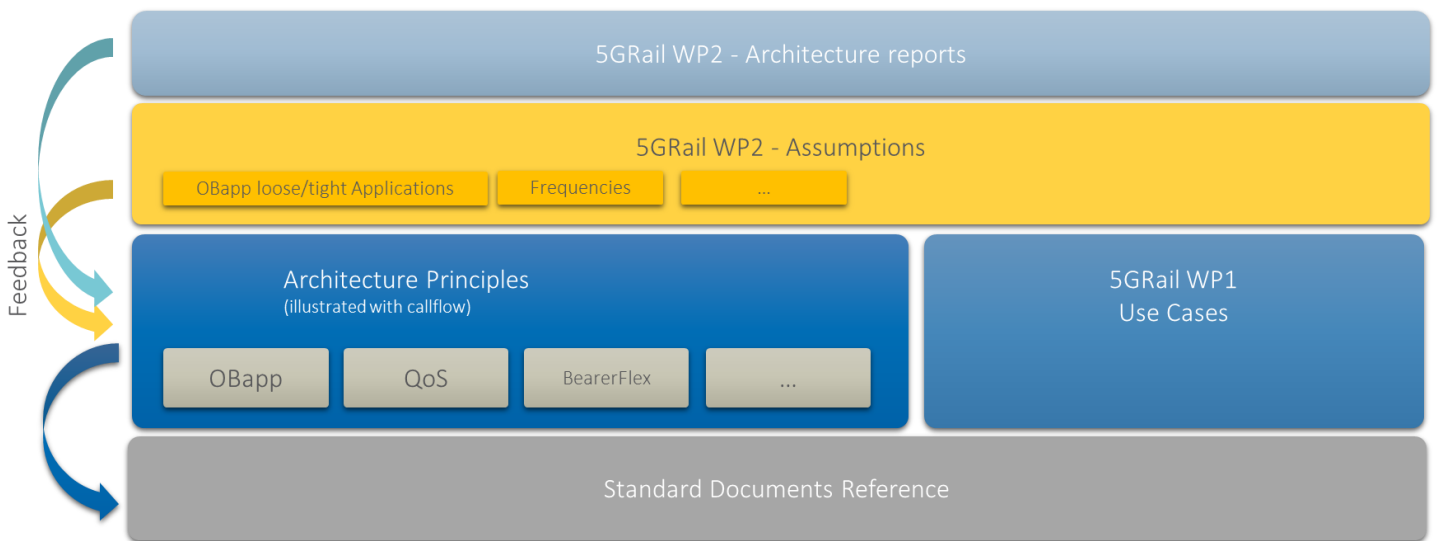 5GRail WP2 - Architecture reports
5GRail WP2 - Assumptions
OBapp loose/tight Applications
Frequencies
...
Feedback
Architecture Principles
(illustrated with callflow)
OBapp
QoS
BearerFlex
...
5GRail WP1
Use Cases
Standard Documents Reference